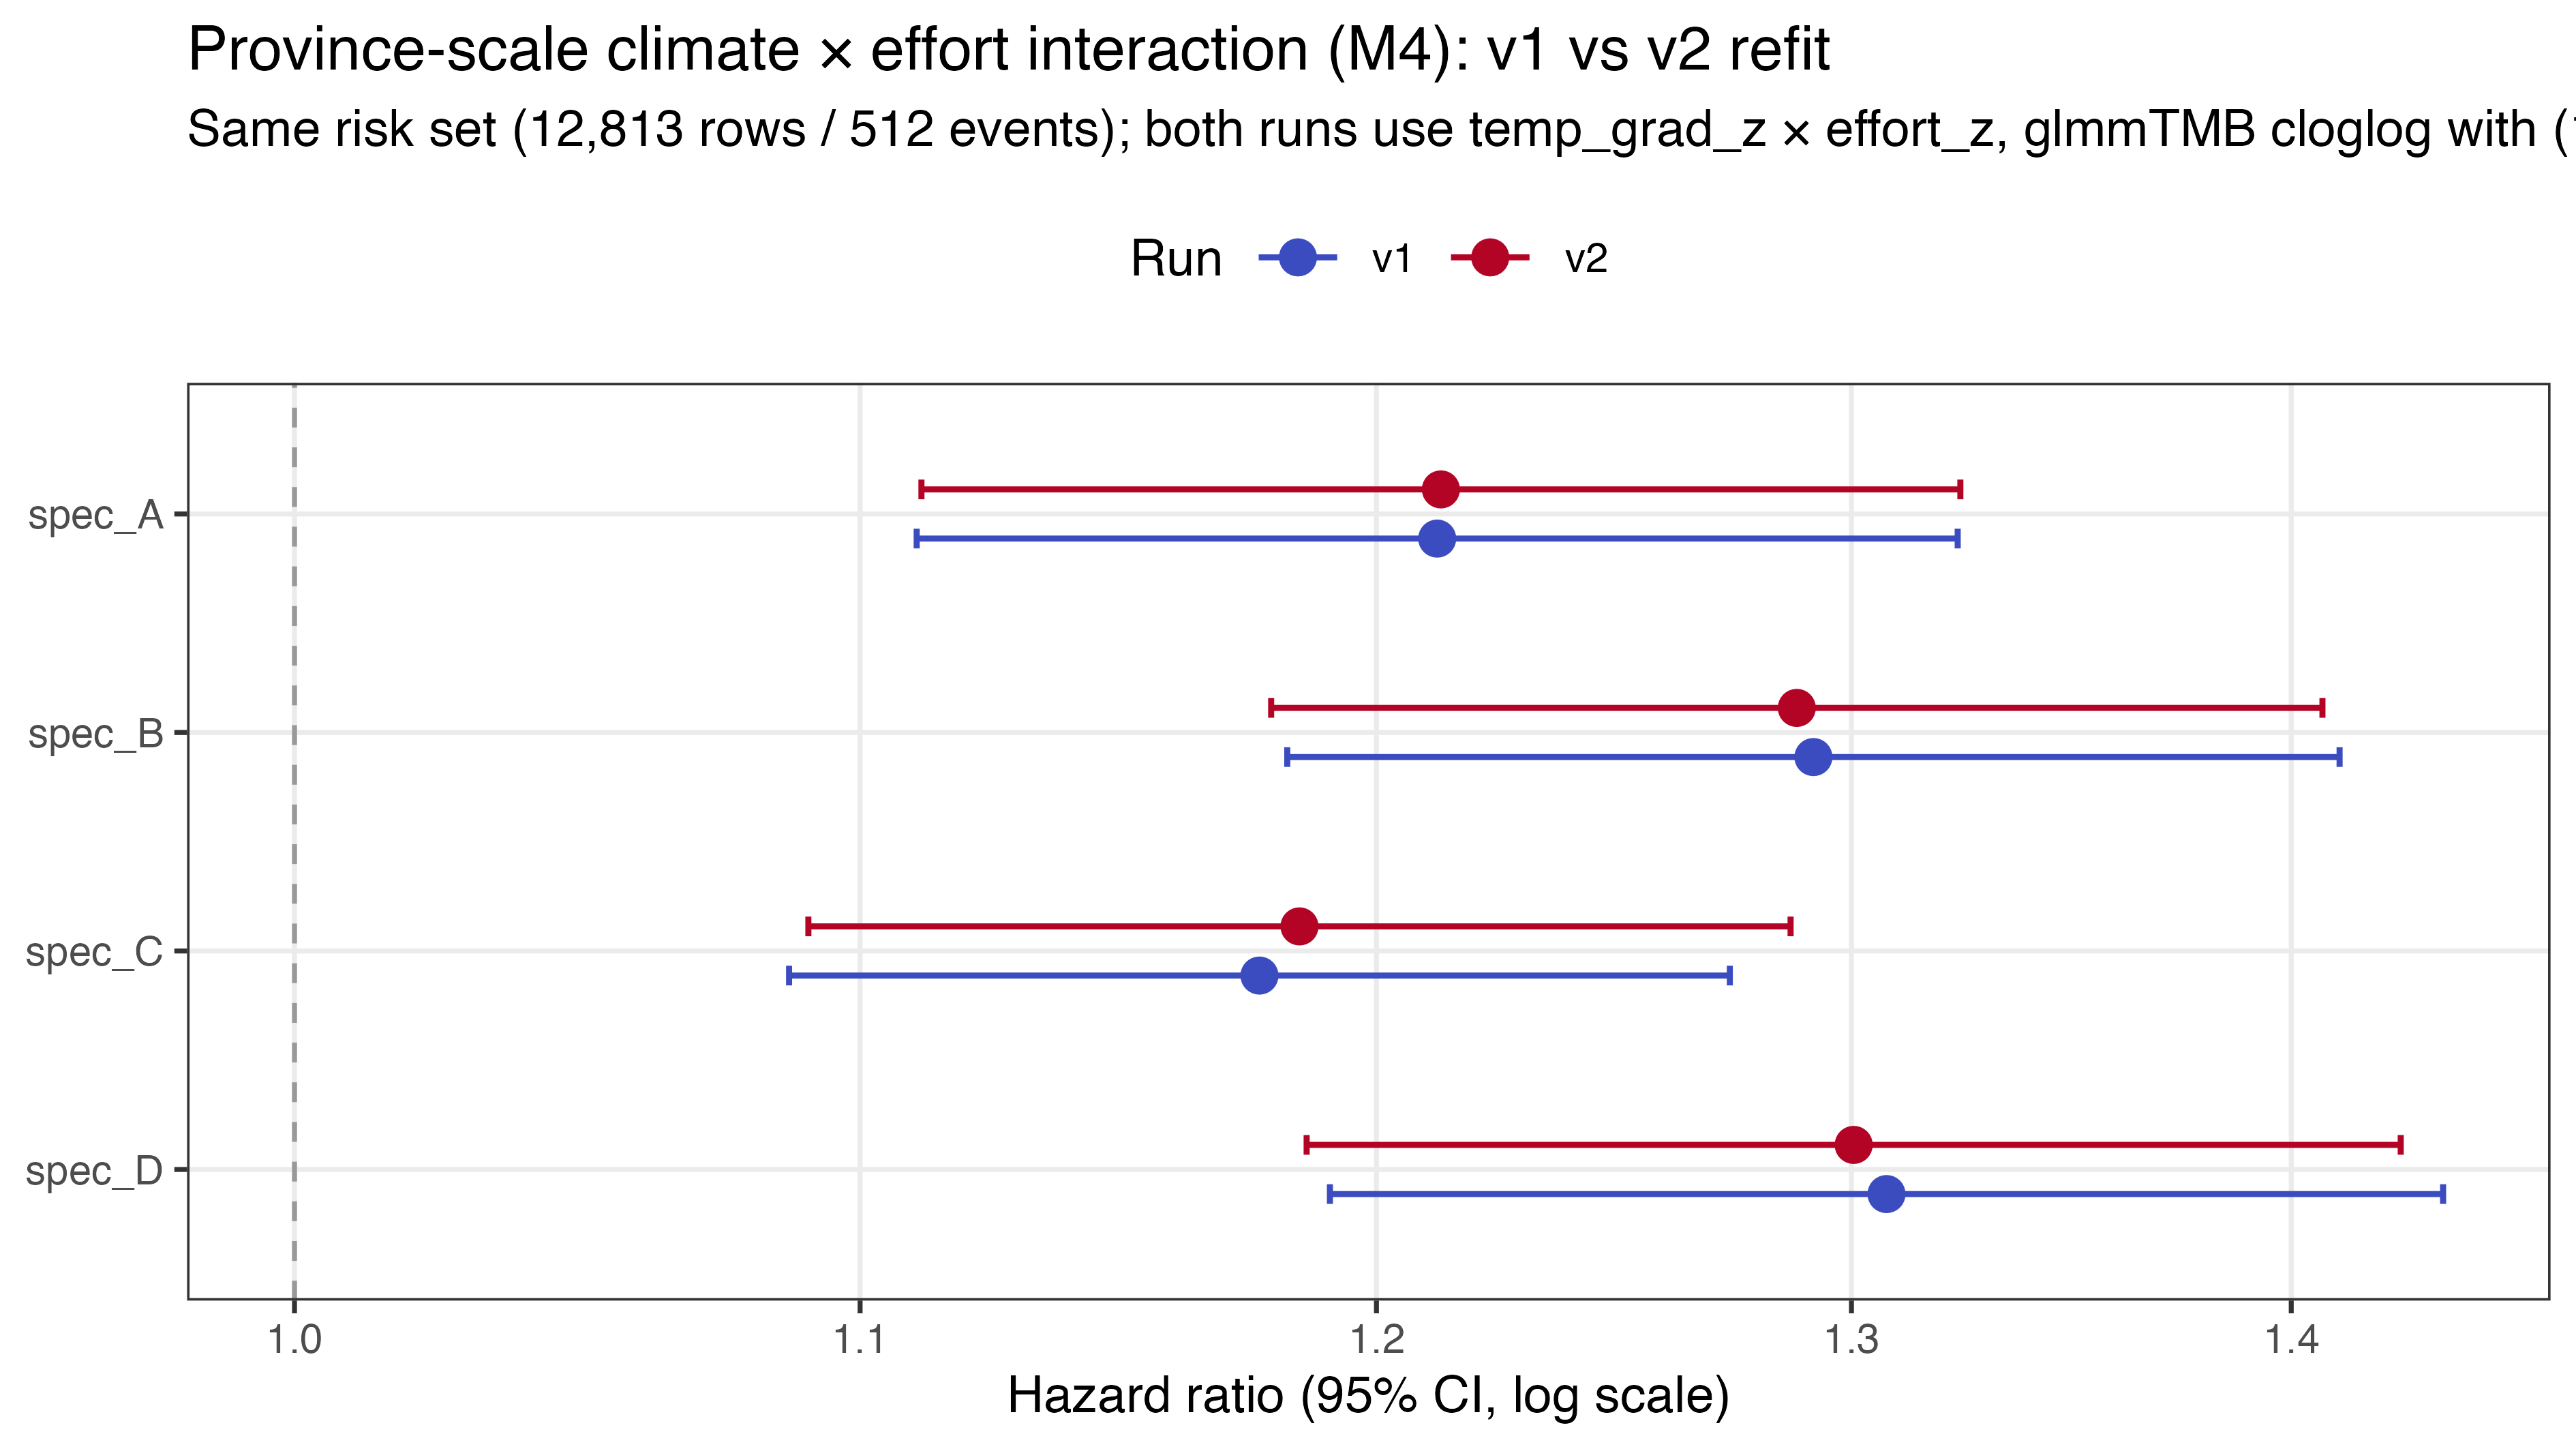 Province-scale climate × effort interaction (M4): v1 vs v2 refit
Same risk set (12,813 rows / 512 events); both runs use temp_grad_z × effort_z, glmmTMB cloglog with (
Run v1 v2
spec_A
spec_B
spec_C
spec_D
1.0 1.1 1.2 1.3 1.4
Hazard ratio (95% CI, log scale)